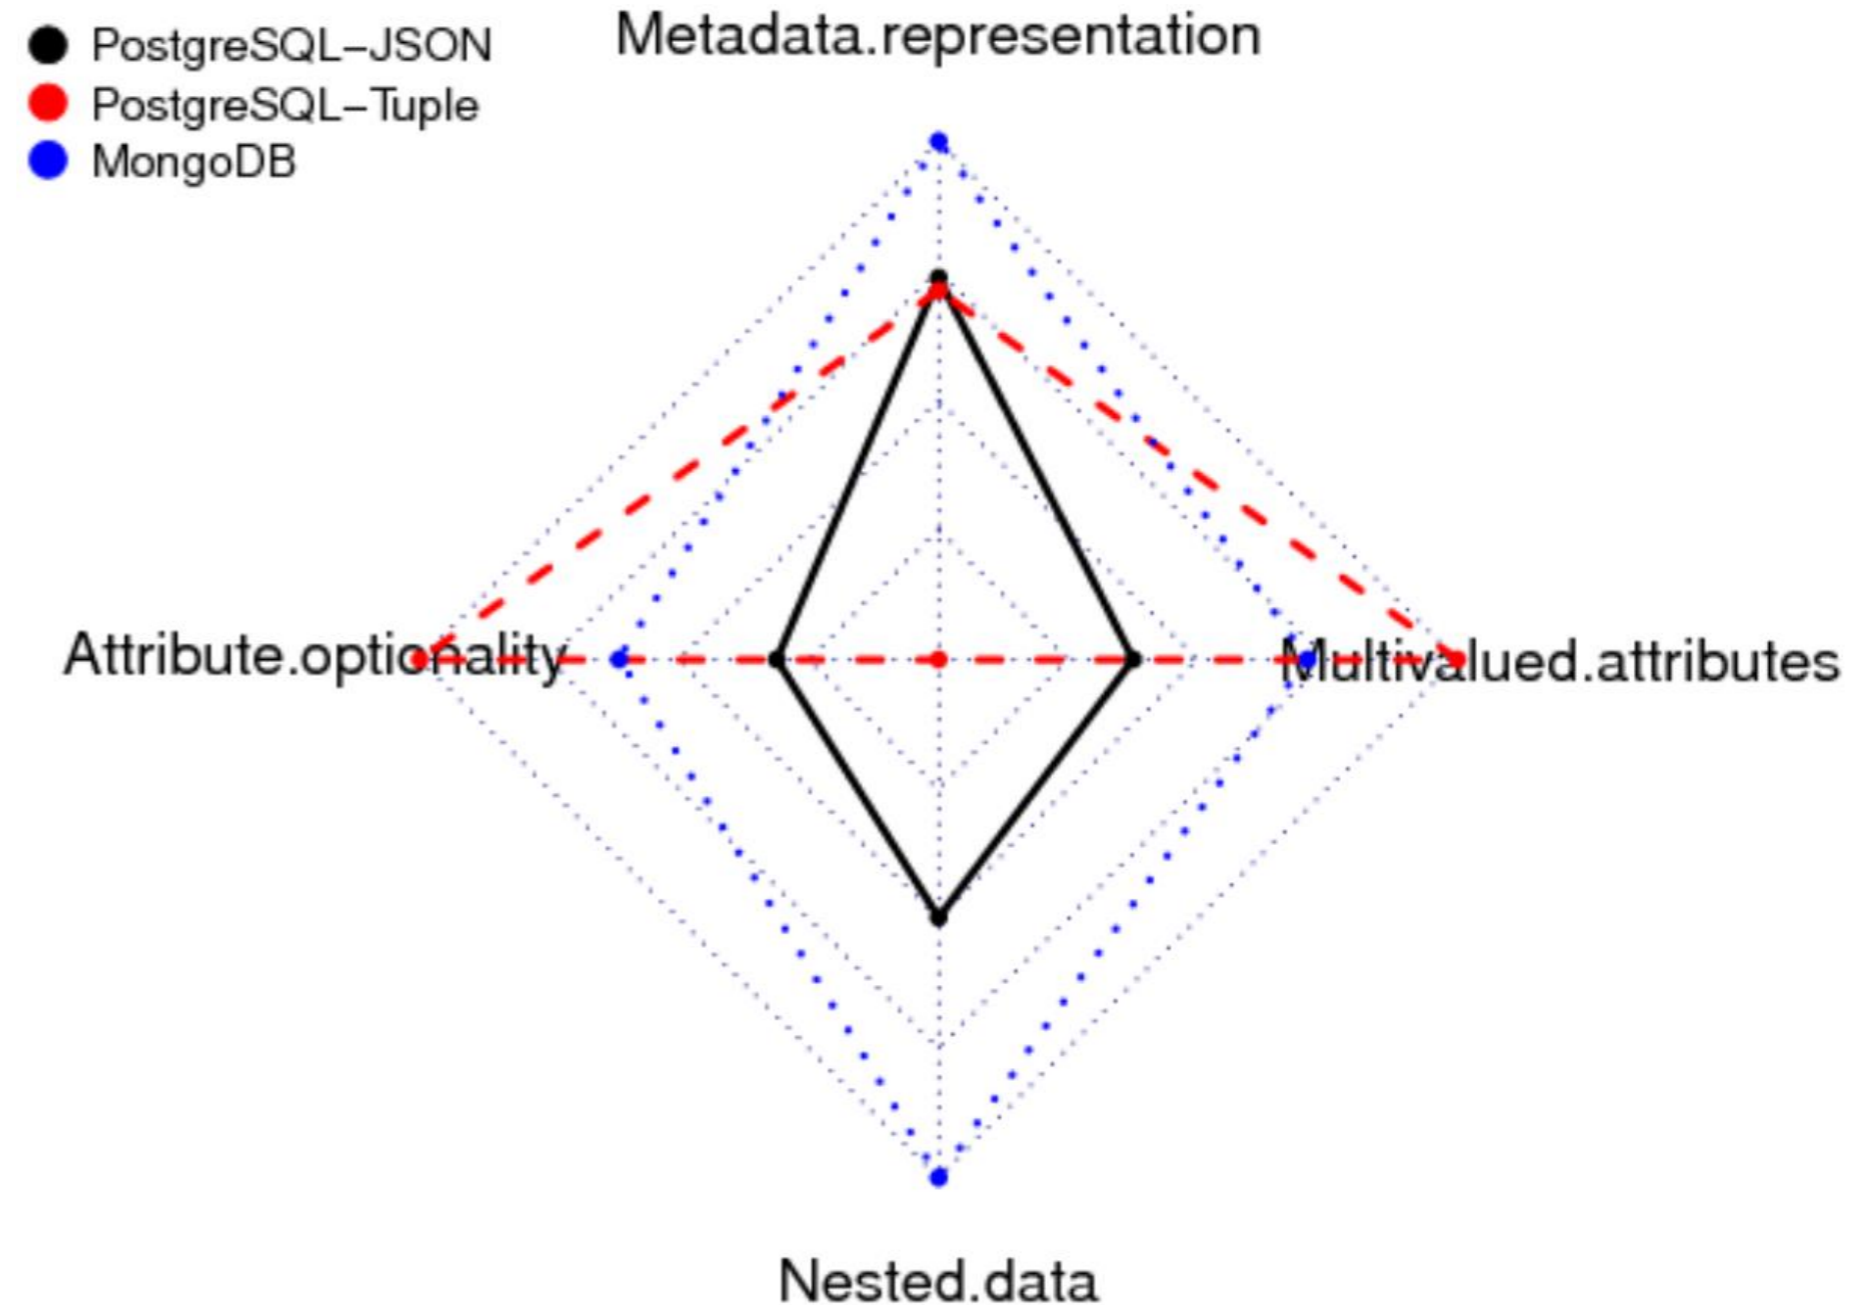 PostgreSQL–JSON
PostgreSQL–Tuple
MongoDB
Metadata.representation
Attribute.optionality
Multivalued.attributes
Nested.data